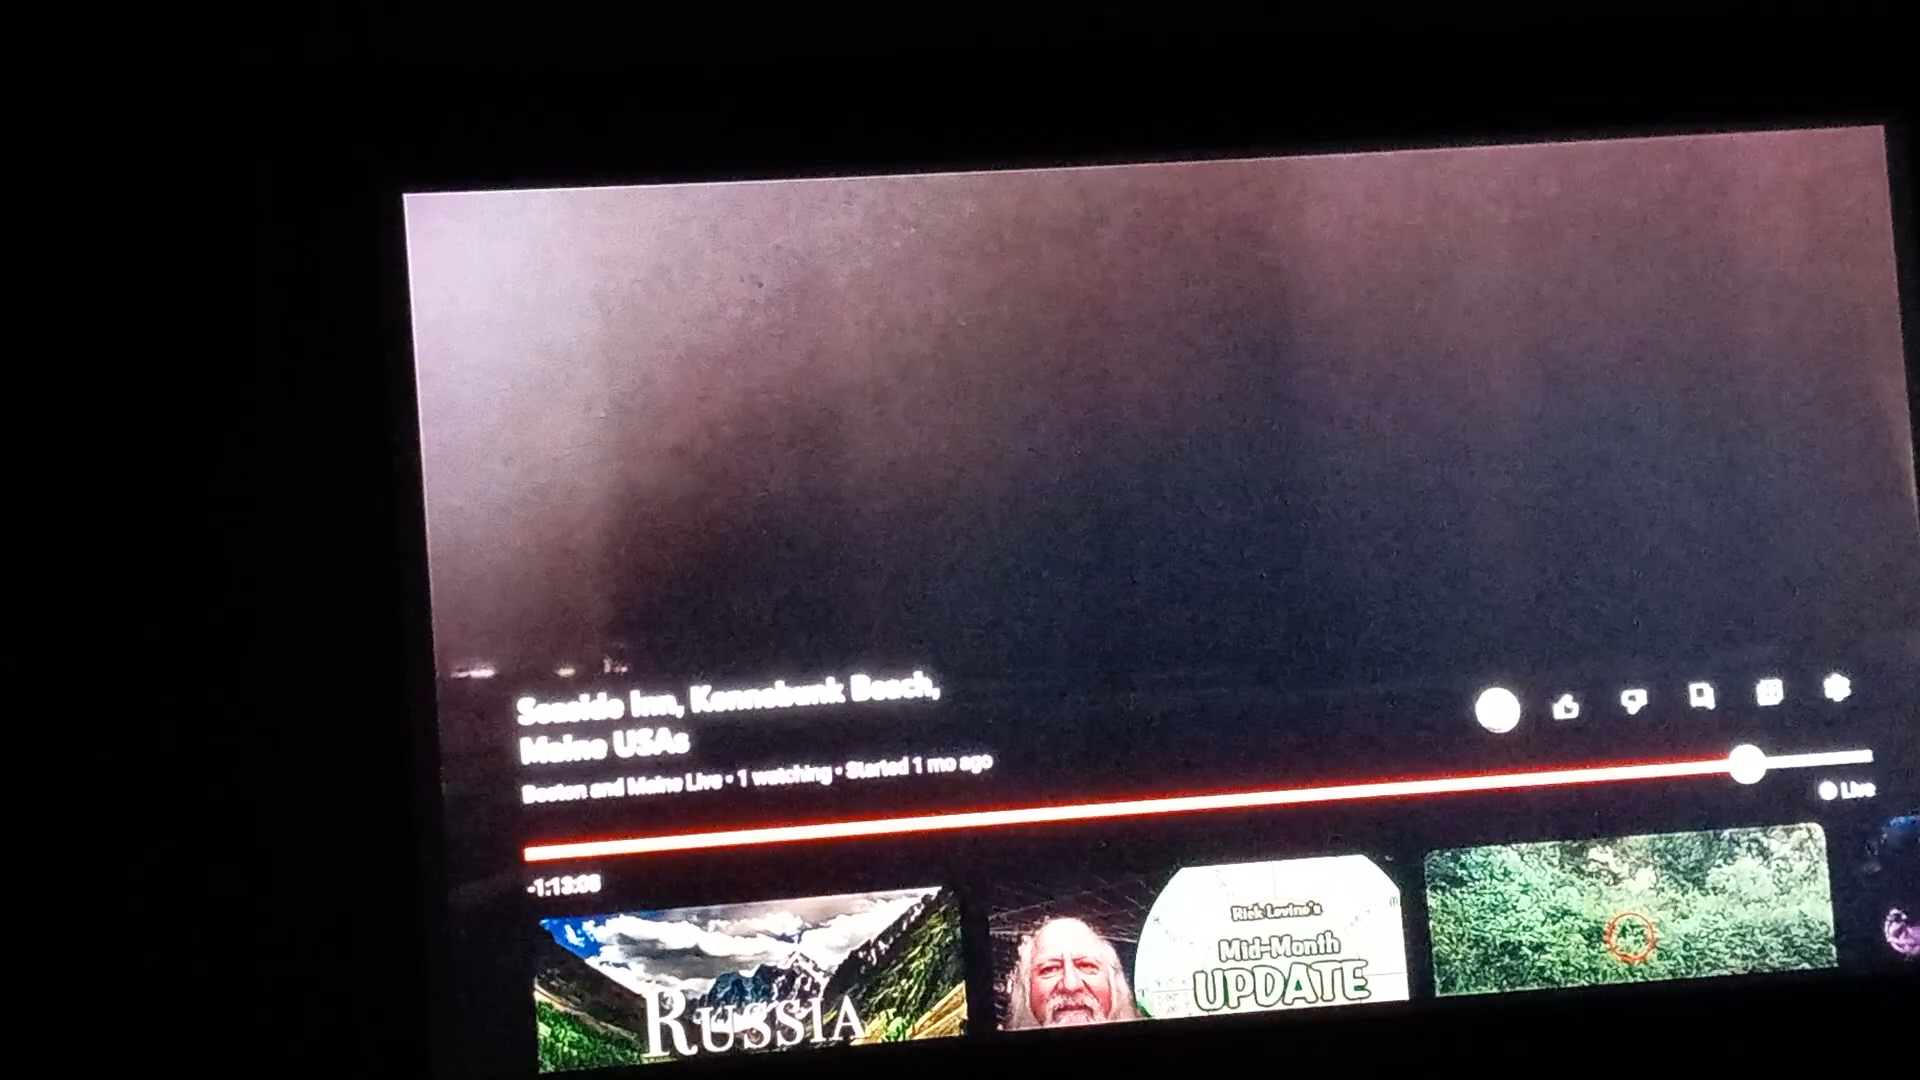 Seaside Inn, Kennebunk Beach,
Maine USAs
Boston and Maine Live • 1 watching • Started 1 mo ago
Live
-1:13:08
Rick Levine's
Mid-Month
UPDATE
RUSSIA